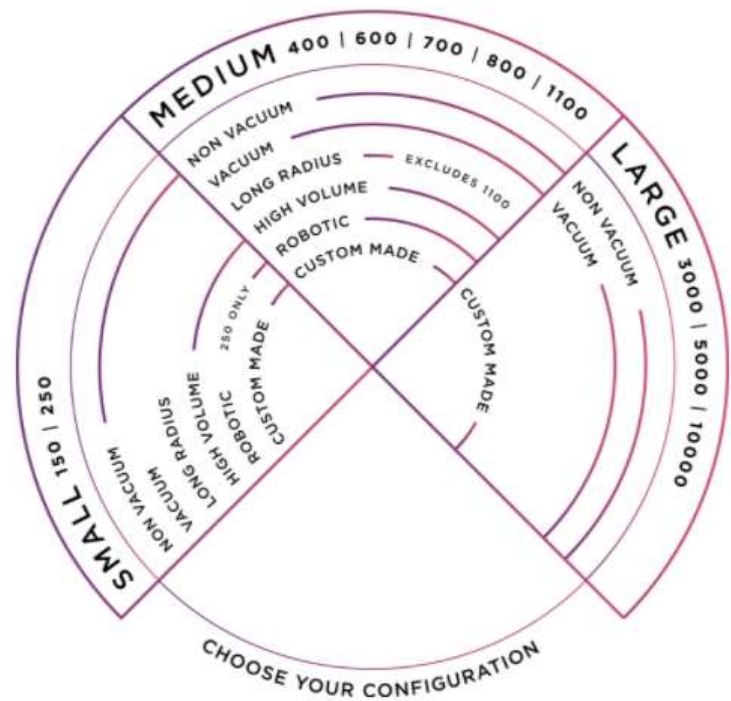 MEDIUM 400 | 600 | 700 | 800 | 1100
NON VACUUM
VACUUM
LONG RADIUS EXCLUDES 1100
HIGH VOLUME
ROBOTIC
CUSTOM MADE
LARGE 3000 | 5000 | 10000
NON VACUUM
VACUUM
CUSTOM MADE
SMALL 150 | 250
NON VACUUM
VACUUM
LONG RADIUS
HIGH VOLUME
ROBOTIC 250 ONLY
CUSTOM MADE
CHOOSE YOUR CONFIGURATION